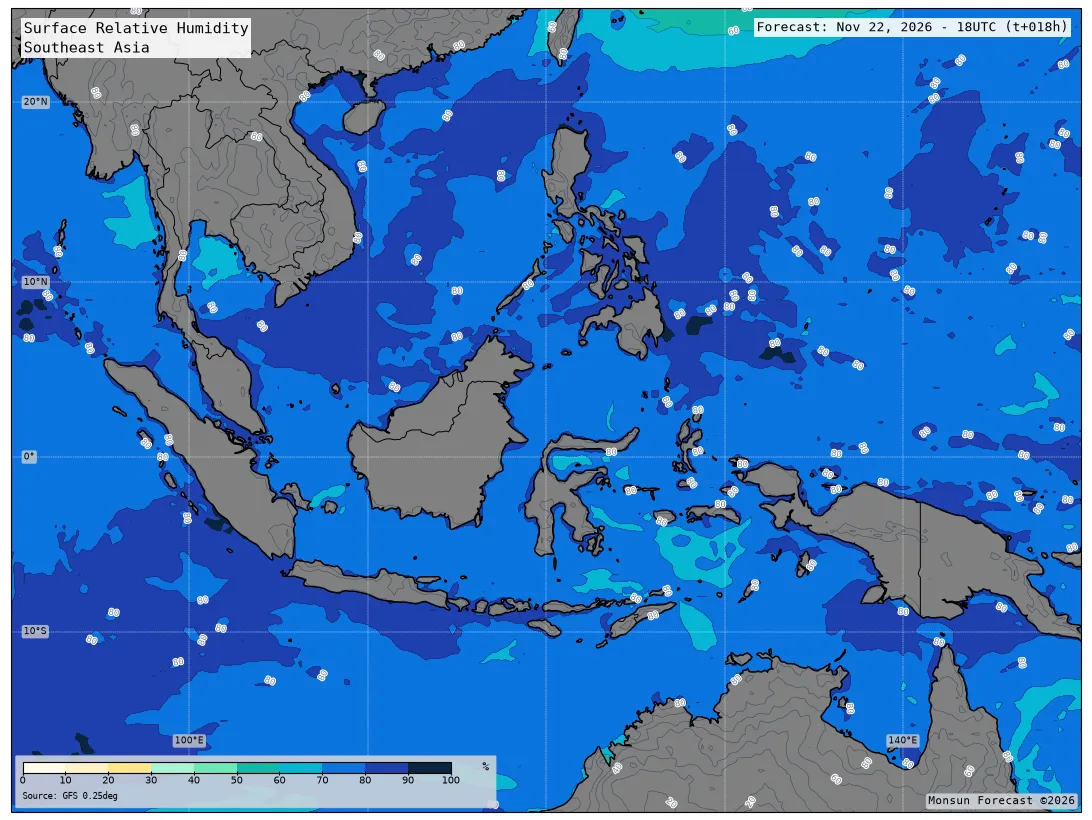 Surface Relative Humidity
Southeast Asia
Forecast: Nov 22, 2026 - 18UTC (t+018h)
20°N
10°N
0°
10°S
100°E
140°E
0 10 20 30 40 50 60 70 80 90 100
%
Source: GFS 0.25deg
Monsun Forecast ©2026